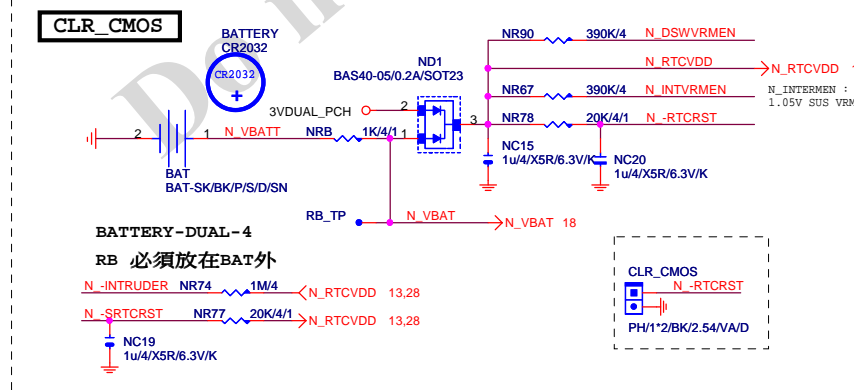 CLR_CMOS
BATTERY
CR2032
CR2032
+
ND1
BAS40-05/0.2A/SOT23
3VDUAL_PCH
2
1
3
NR90 390K/4 N_DSWVRMEN
N_RTCVDD
N_RTCVDD
NR67 390K/4 N_INTVRMEN
N_INTERMEN :
1.05V SUS VRM
NR78 20K/4/1 N_-RTCRST
2
1
N_VBATT
NRB
1K/4/1
BAT
BAT-SK/BK/P/S/D/SN
NC15
1u/4/X5R/6.3V/K
NC20
1u/4/X5R/6.3V/K
RB_TP
N_VBAT
N_VBAT 18
BATTERY-DUAL-4
RB 必須放在BAT外
N_-INTRUDER NR74 1M/4 N_RTCVDD 13,28
N_-SRTCRST NR77 20K/4/1 N_RTCVDD 13,28
NC19
1u/4/X5R/6.3V/K
CLR_CMOS
N_-RTCRST
PH/1*2/BK/2.54/VA/D